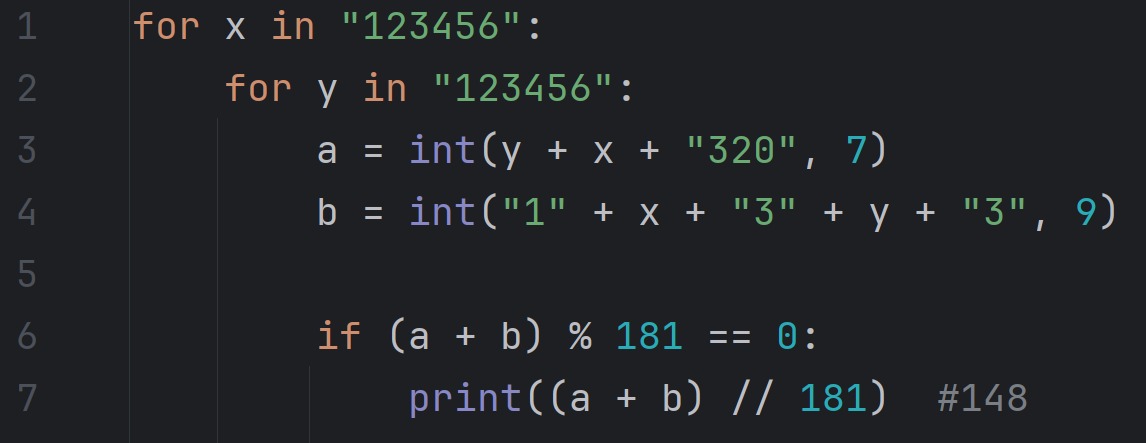 1 for x in "123456":
2 for y in "123456":
3 a = int(y + x + "320", 7)
4 b = int("1" + x + "3" + y + "3", 9)
5
6 if (a + b) % 181 == 0:
7 print((a + b) // 181) #148